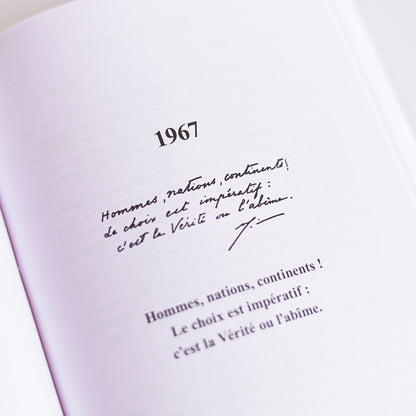 1967
Hommes, nations, continents!
Le choix est impératif :
c'est la Vérité ou l'abîme.
Hommes, nations, continents !
Le choix est impératif :
c'est la Vérité ou l'abîme.